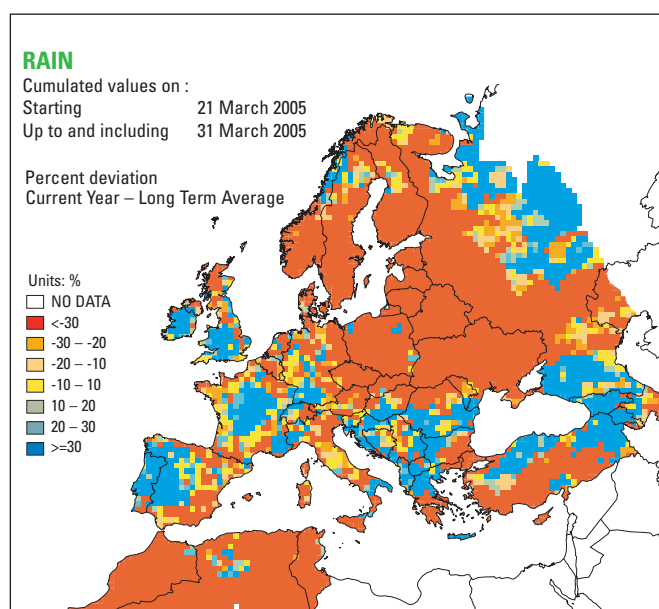 RAIN
Cumulated values on :
Starting 21 March 2005
Up to and including 31 March 2005
Percent deviation
Current Year – Long Term Average
Units: %
NO DATA
<-30
-30 – -20
-20 – -10
-10 – 10
10 – 20
20 – 30
>=30